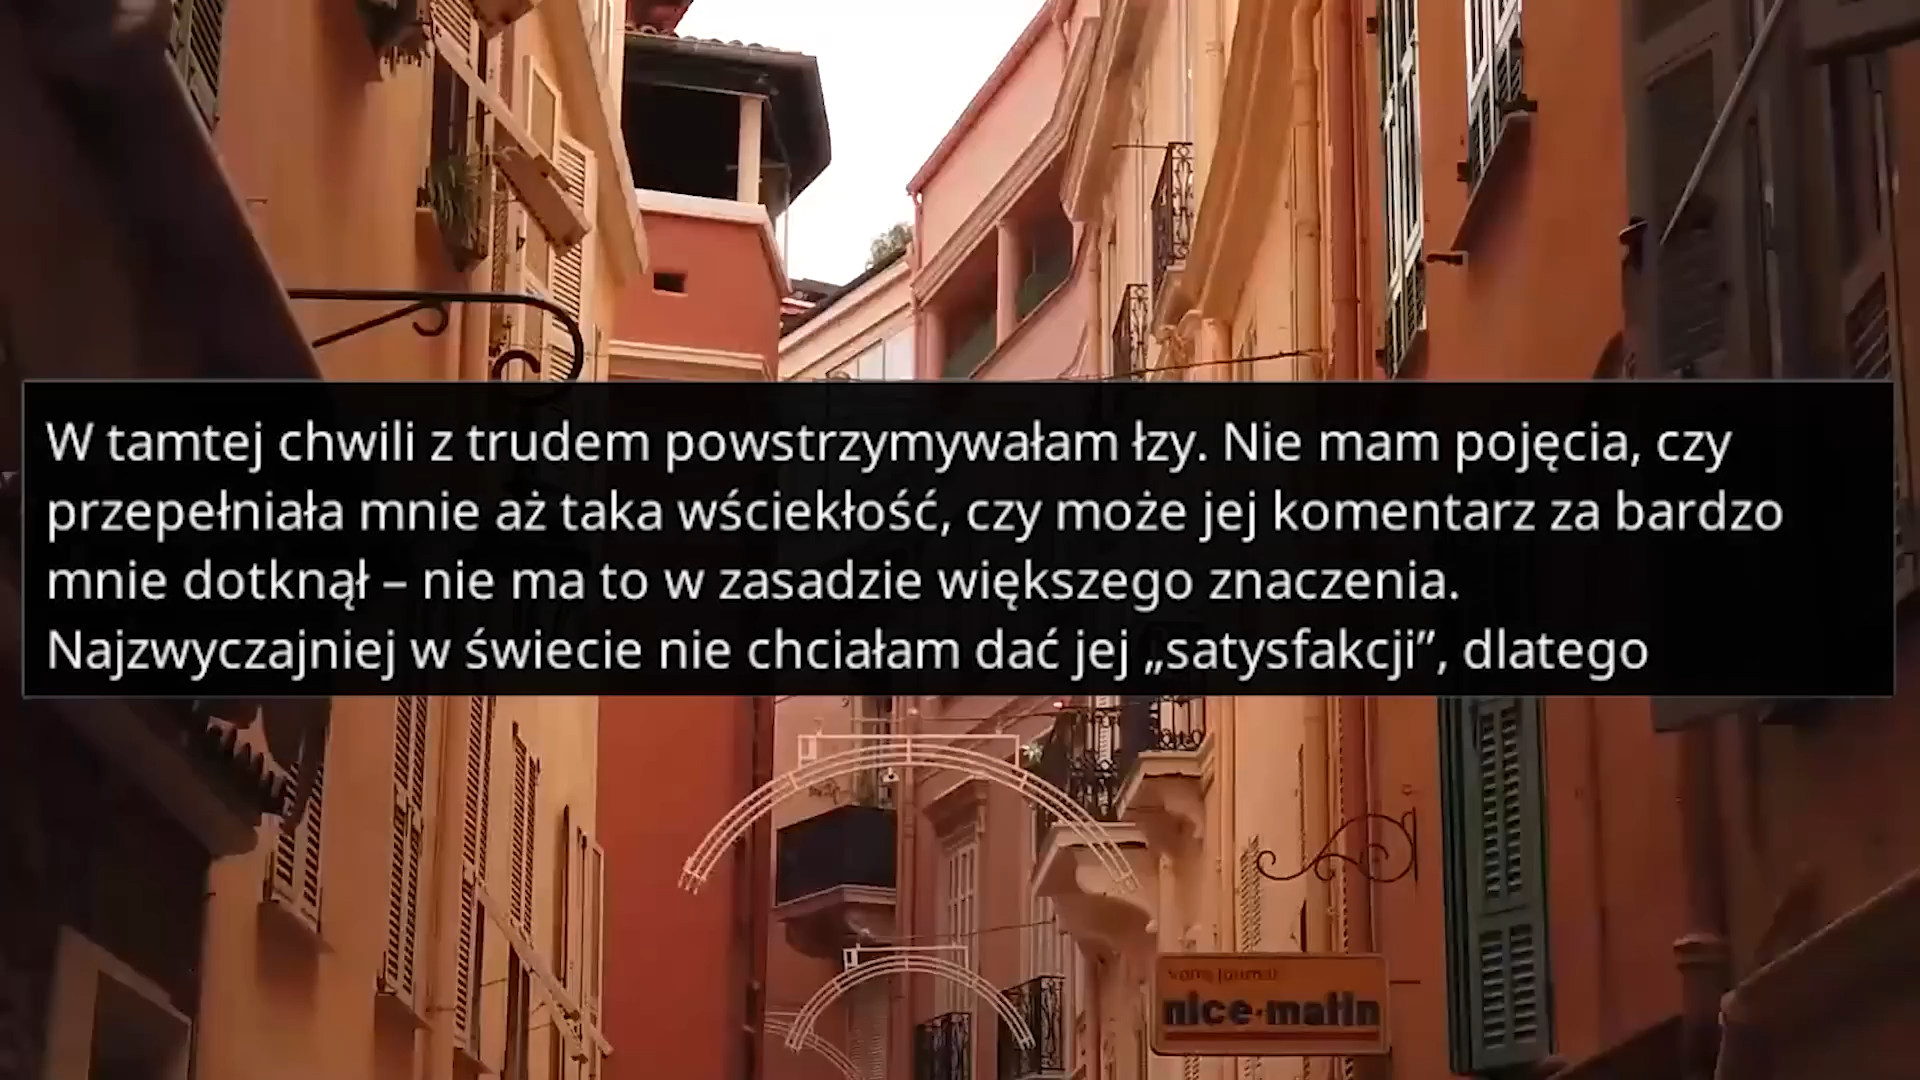 W tamtej chwili z trudem powstrzymywałam łzy. Nie mam pojęcia, czy
przepełniała mnie aż taka wściekłość, czy może jej komentarz za bardzo
mnie dotknął – nie ma to w zasadzie większego znaczenia.
Najzwyczajniej w świecie nie chciałam dać jej „satysfakcji”, dlatego
votre journal
nice-matin